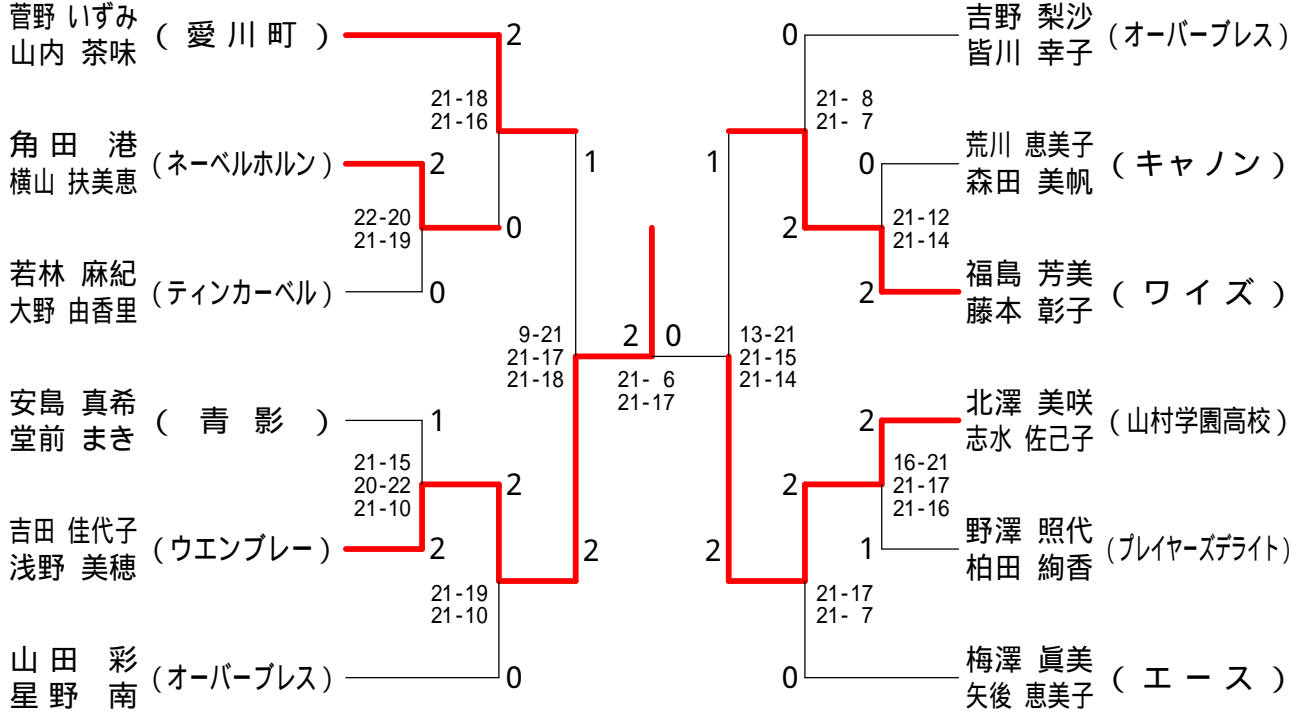 菅野 いずみ
山内 茶味
( 愛 川 町 )
2
21-18
21-16
角 田 港
横山 扶美恵
(ネーベルホルン)
2
22-20
21-19
0
若林 麻紀
大野 由香里
(ティンカーベル)
0
1
9-21
21-17
21-18
安島 真希
堂前 まき
( 青 影 )
1
21-15
20-22
21-10
2
吉田 佳代子
浅野 美穂
(ウエンブレー)
2
2
21-19
21-10
山 田 彩
星 野 南
(オーバーブレス)
0
2 0
21- 6
21-17
0
吉野 梨沙
皆川 幸子
(オーバーブレス)
21- 8
21- 7
1
0
荒川 恵美子
森田 美帆
( キ ャ ノ ン )
2
21-12
21-14
2
福島 芳美
藤本 彰子
( ワ イ ズ )
13-21
21-15
21-14
2
北澤 美咲
志水 佐己子
(山村学園高校)
2
16-21
21-17
21-16
2
1
野澤 照代
柏田 絢香
(プレイヤーズデライト)
21-17
21- 7
0
梅澤 眞美
矢後 恵美子
( エ ー ス )